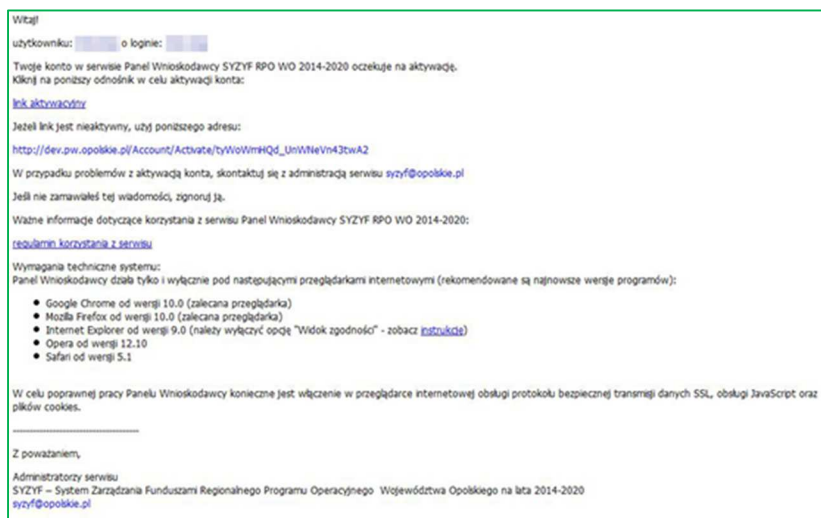 Witaj!
użytkowniku: o loginie:
Twoje konto w serwisie Panel Wnioskodawcy SYZYF RPO WO 2014-2020 oczekuje na aktywację.
Kliknij na poniższy odnośnik w celu aktywacji konta:
link aktywacyjny
Jeżeli link jest nieaktywny, użyj poniższego adresu:
http://dev.pw.opolskie.pl/Account/Activate/tyWoWmHQd_UnWNeVn43twA2
W przypadku problemów z aktywacją konta, skontaktuj się z administracją serwisu syzyf@opolskie.pl
Jeśli nie zamawiałeś tej wiadomości, zignoruj ją.
Ważne informacje dotyczące korzystania z serwisu Panel Wnioskodawcy SYZYF RPO WO 2014-2020:
regulamin korzystania z serwisu
Wymagania techniczne systemu:
Panel Wnioskodawcy działa tylko i wyłącznie pod następującymi przeglądarkami internetowymi (rekomendowane są najnowsze wersje programów):
● Google Chrome od wersji 10.0 (zalecana przeglądarka)
● Mozilla Firefox od wersji 10.0 (zalecana przeglądarka)
● Internet Explorer od wersji 9.0 (należy wyłączyć opcję "Widok zgodności" - zobacz instrukcję)
● Opera od wersji 12.10
● Safari od wersji 5.1
W celu poprawnej pracy Panelu Wnioskodawcy konieczne jest włączenie w przeglądarce internetowej obsługi protokołu bezpiecznej transmisji danych SSL, obsługi JavaScript oraz
plików cookies.
Z poważaniem,
Administratorzy serwisu
SYZYF – System Zarządzania Funduszami Regionalnego Programu Operacyjnego Województwa Opolskiego na lata 2014-2020
syzyf@opolskie.pl